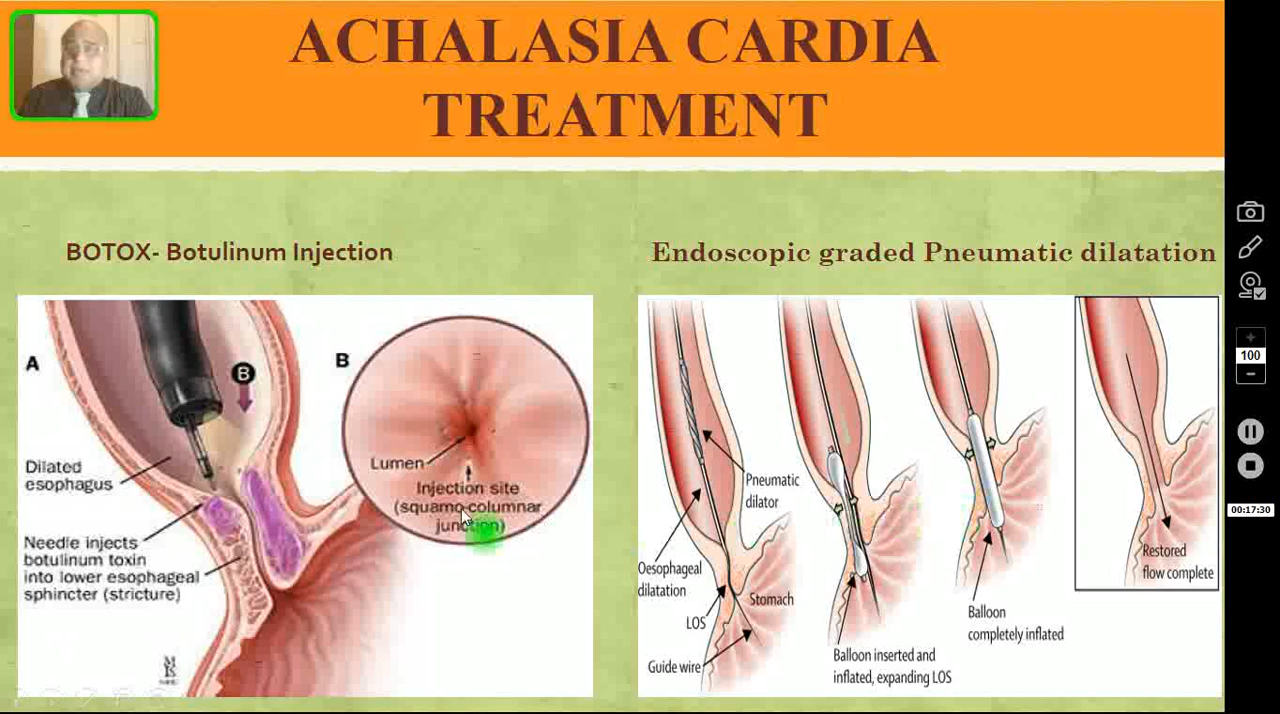 ACHALASIA CARDIA
TREATMENT
BOTOX- Botulinum Injection
Endoscopic graded Pneumatic dilatation
A
B
B
Dilated
esophagus
Needle injects
botulinum toxin
into lower esophageal
sphincter (stricture)
Lumen
Injection site
(squamo-columnar
junction)
Pneumatic
dilator
Oesophageal
dilatation
LOS
Stomach
Guide wire
Balloon inserted and
inflated, expanding LOS
Balloon
completely inflated
Restored
flow complete
100
00:17:30